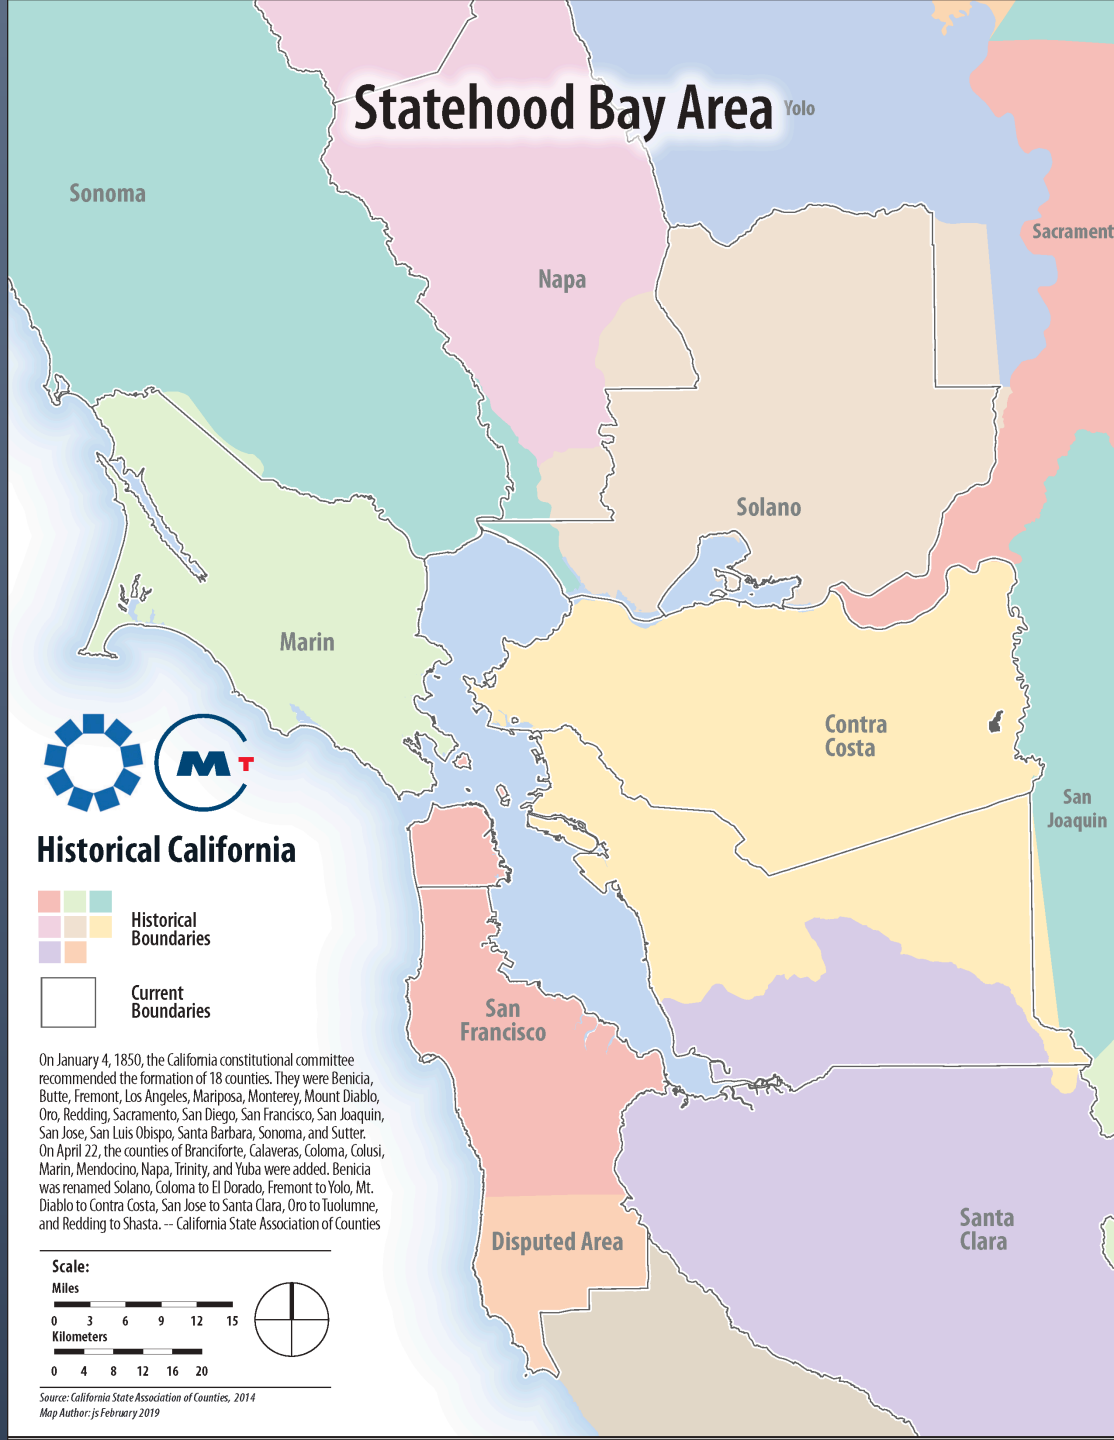 Statehood Bay Area
Yolo
Sonoma
Sacrament
Napa
Solano
Marin
Contra
Costa
San
Joaquin
M T
Historical California
Historical
Boundaries
Current
Boundaries
San
Francisco
On January 4, 1850, the California constitutional committee
recommended the formation of 18 counties. They were Benicia,
Butte, Fremont, Los Angeles, Mariposa, Monterey, Mount Diablo,
Oro, Redding, Sacramento, San Diego, San Francisco, San Joaquin,
San Jose, San Luis Obispo, Santa Barbara, Sonoma, and Sutter.
On April 22, the counties of Branciforte, Calaveras, Coloma, Colusi,
Marin, Mendocino, Napa, Trinity, and Yuba were added. Benicia
was renamed Solano, Coloma to El Dorado, Fremont to Yolo, Mt.
Diablo to Contra Costa, San Jose to Santa Clara, Oro to Tuolumne,
and Redding to Shasta. -- California State Association of Counties
Santa
Clara
Disputed Area
Scale:
Miles
0 3 6 9 12 15
Kilometers
0 4 8 12 16 20
Source: California State Association of Counties, 2014
Map Author: js February 2019